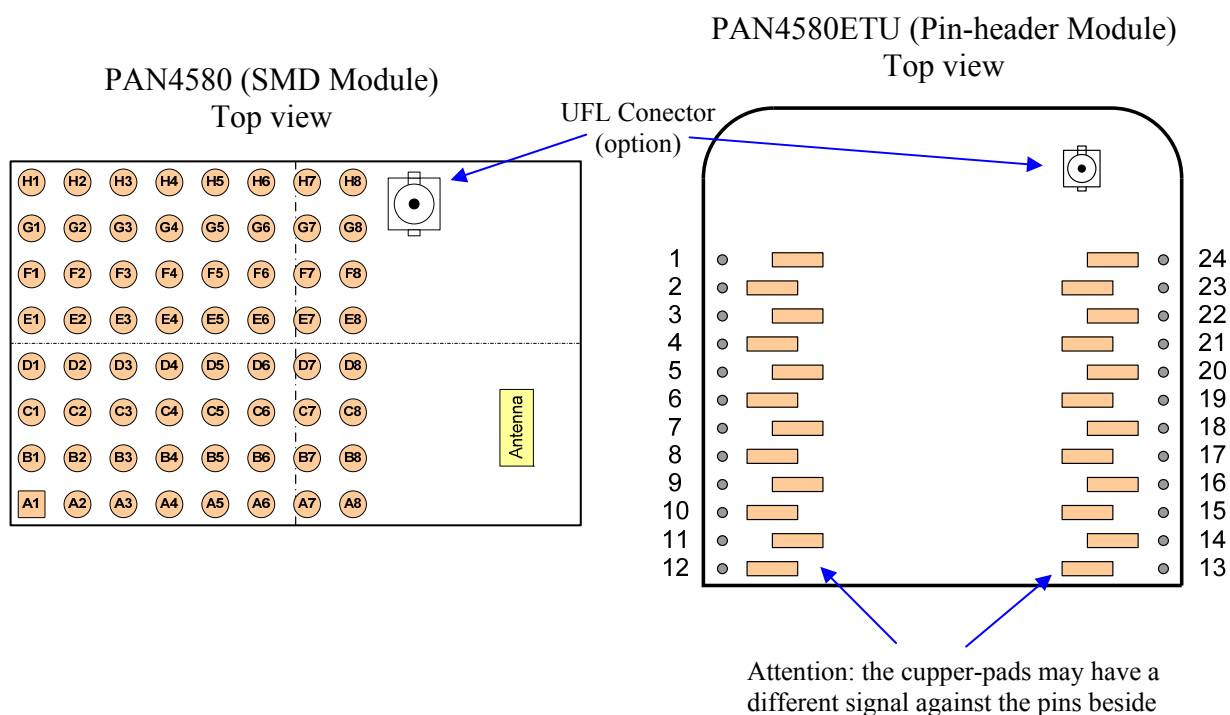 PAN4580ETU (Pin-header Module)
Top view
PAN4580 (SMD Module)
Top view
UFL Conector
(option)
H1 H2 H3 H4 H5 H6 H7 H8
G1 G2 G3 G4 G5 G6 G7 G8
F1 F2 F3 F4 F5 F6 F7 F8
E1 E2 E3 E4 E5 E6 E7 E8
D1 D2 D3 D4 D5 D6 D7 D8
C1 C2 C3 C4 C5 C6 C7 C8
B1 B2 B3 B4 B5 B6 B7 B8
A1 A2 A3 A4 A5 A6 A7 A8
Antenna
1 24
2 23
3 22
4 21
5 20
6 19
7 18
8 17
9 16
10 15
11 14
12 13
Attention: the cupper-pads may have a
different signal against the pins beside